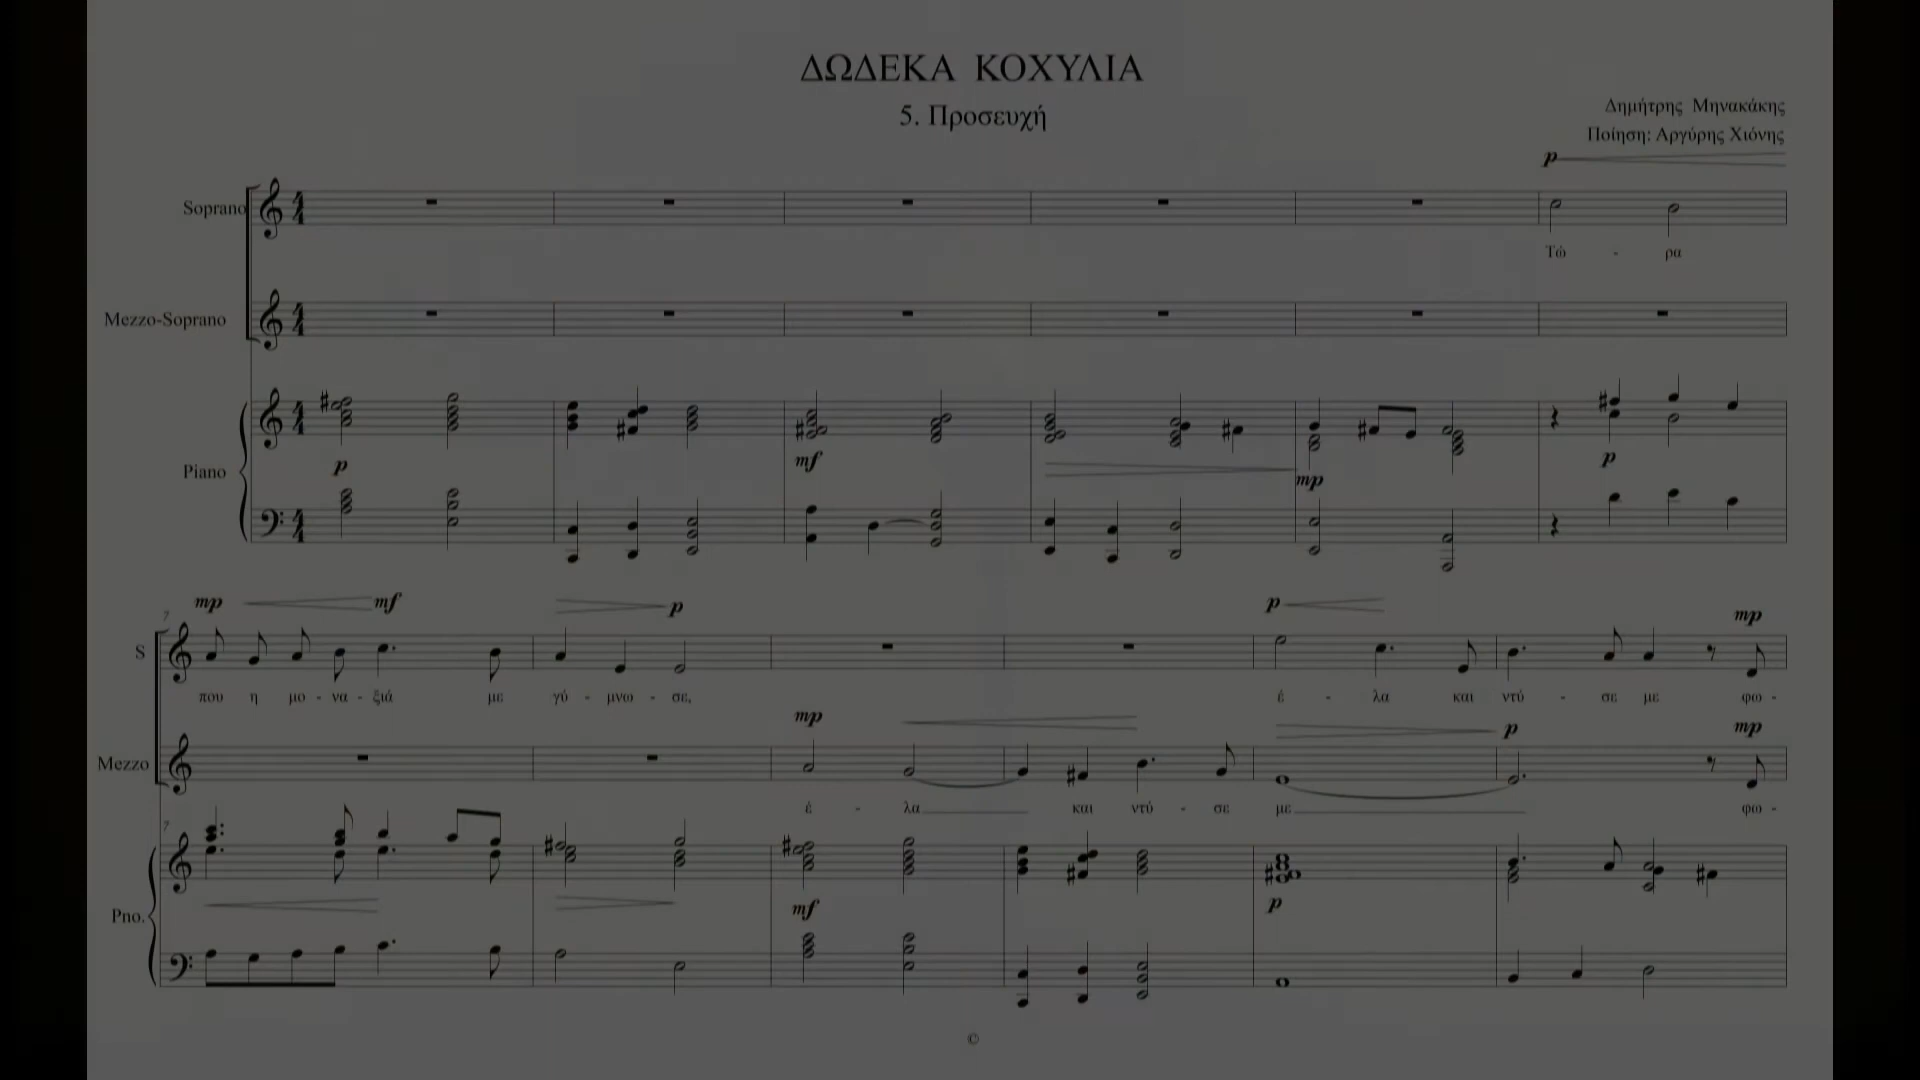 ΔΩΔΕΚΑ ΚΟΧΥΛΙΑ
5. Προσευχή
Δημήτρης Μηνακάκης
Ποίηση: Αργύρης Χιόνης
p
Soprano
Τώ - ρα
Mezzo-Soprano
Piano
p mf mp p
mp mf p p mp
7
S
που η μο - να - ξιά με γύ - μνω - σε, έ - λα και ντύ - σε με φω -
mp p mp
Mezzo
έ - λα και ντύ - σε με φω -
7
Pno.
mf p
©